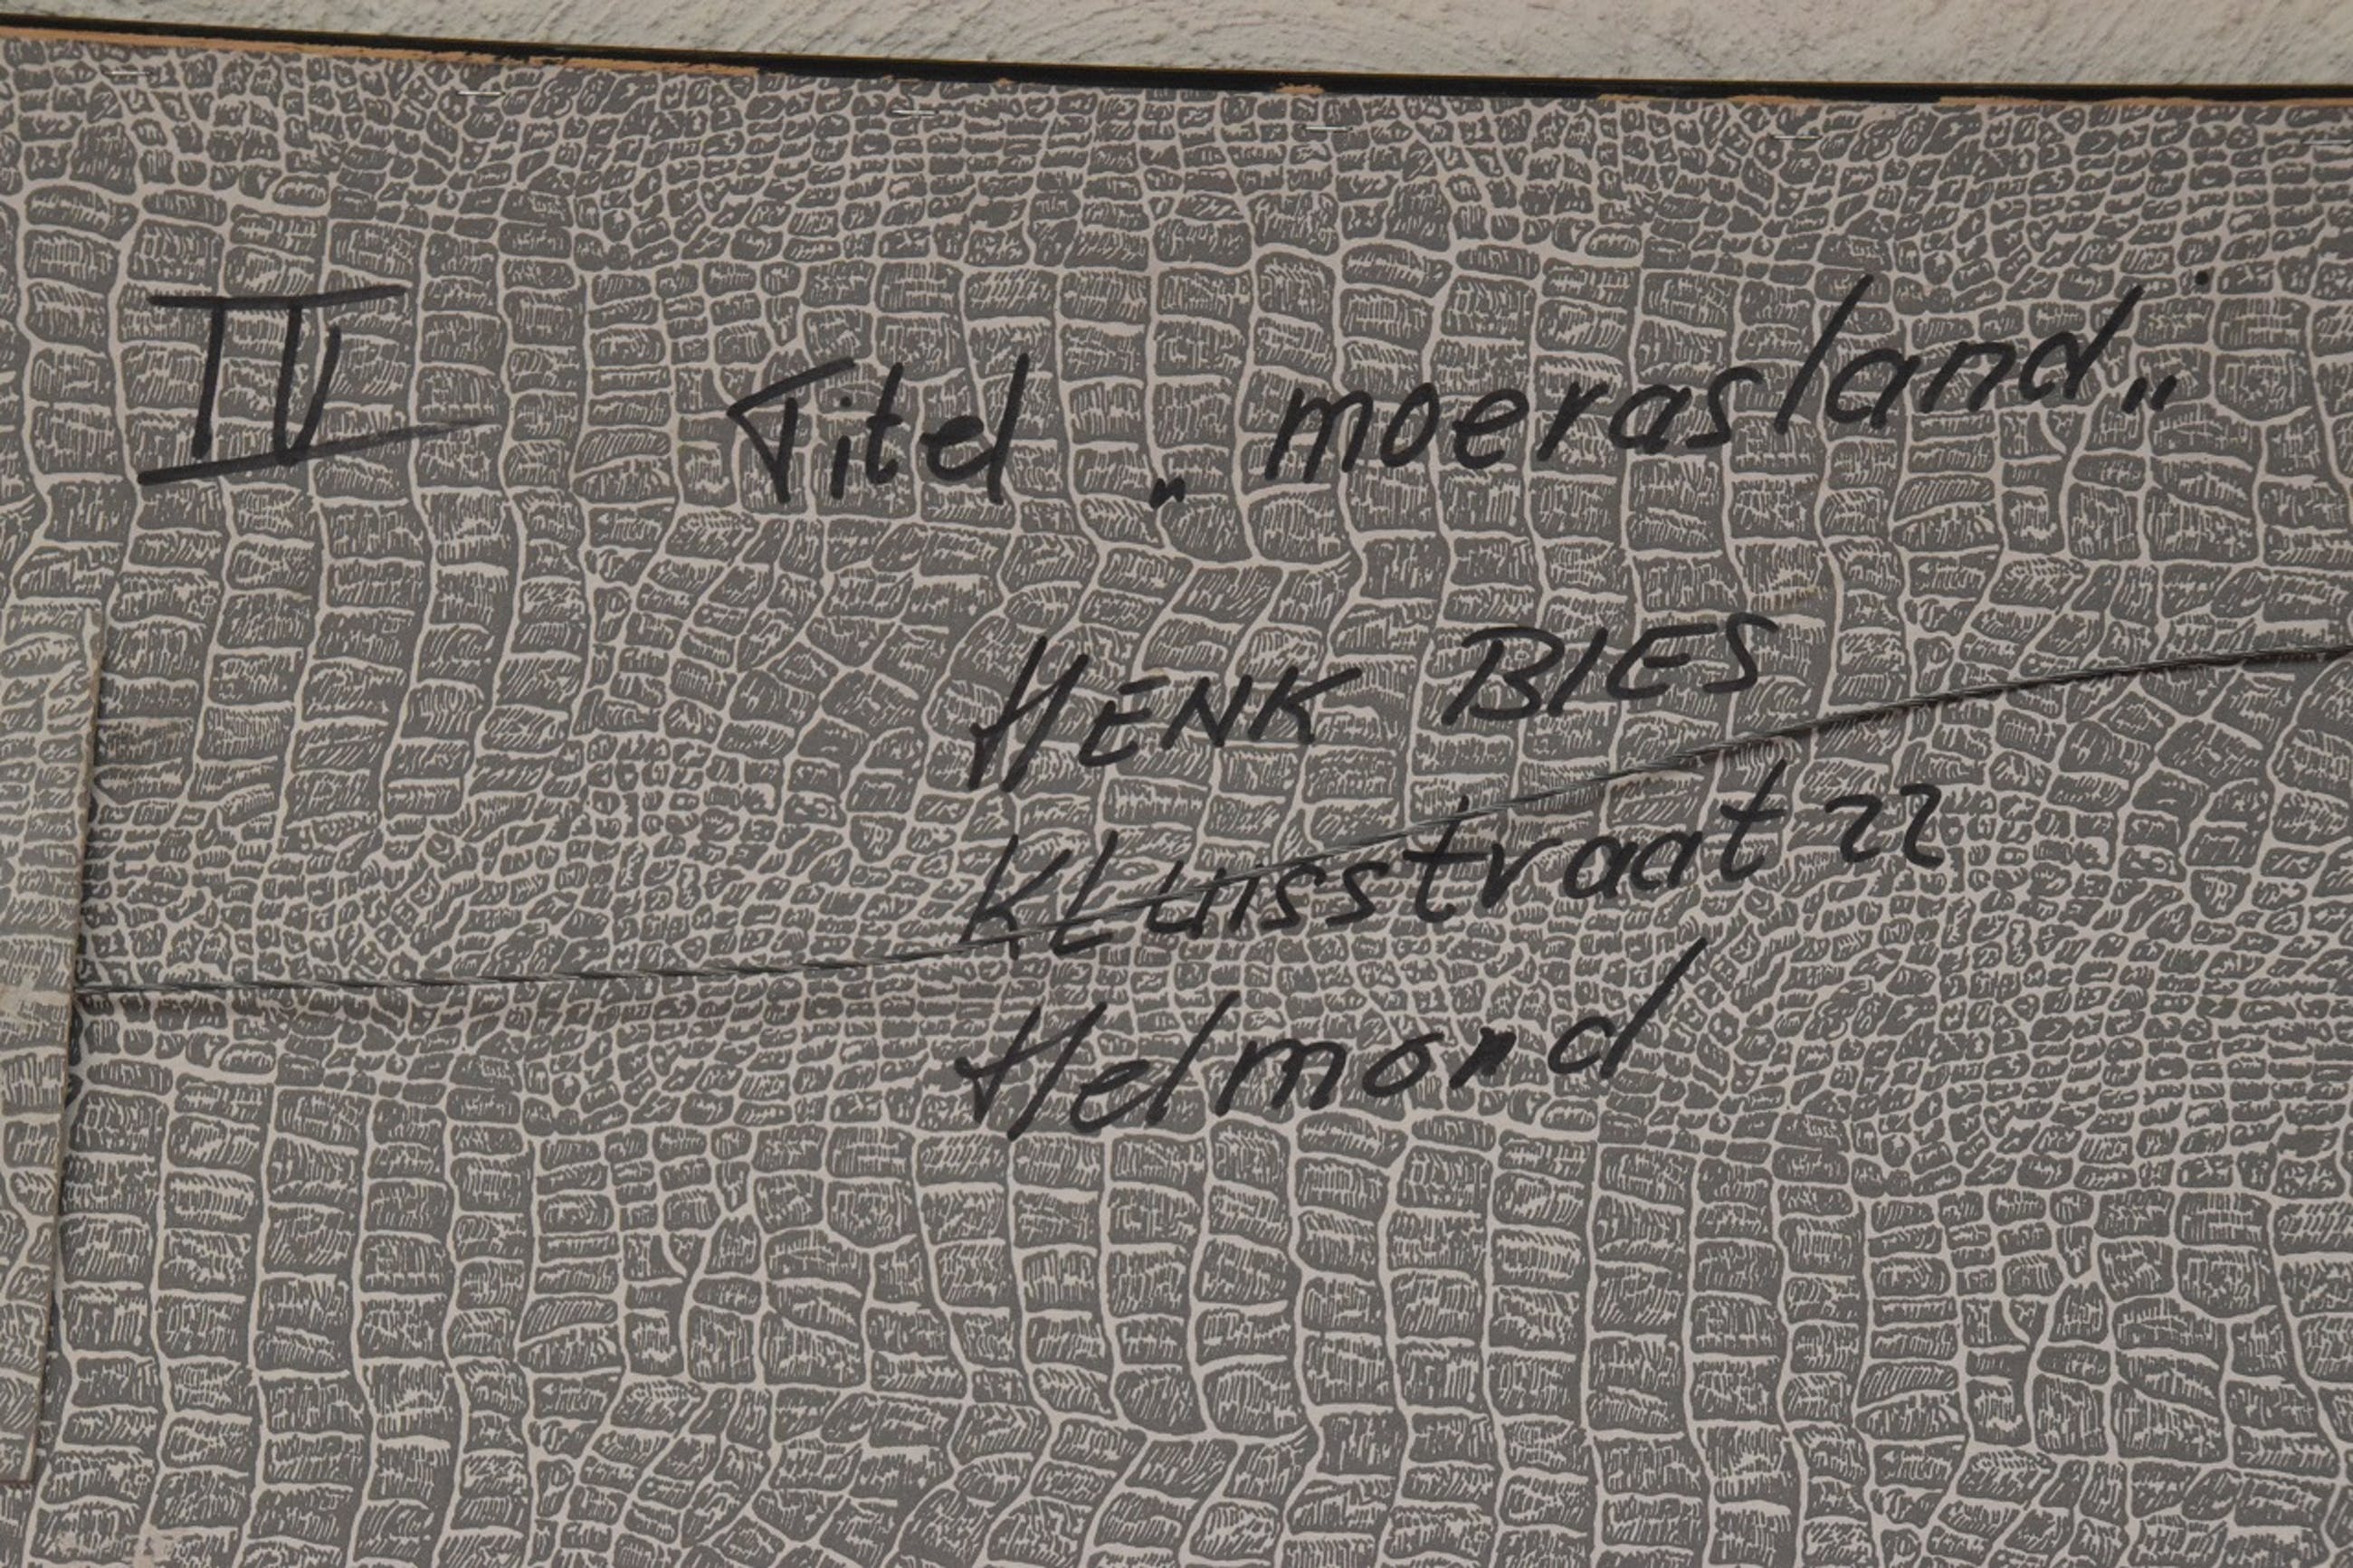 IV
Titel „moerasland„
HENK BIES
Kluisstraat 22
Helmond